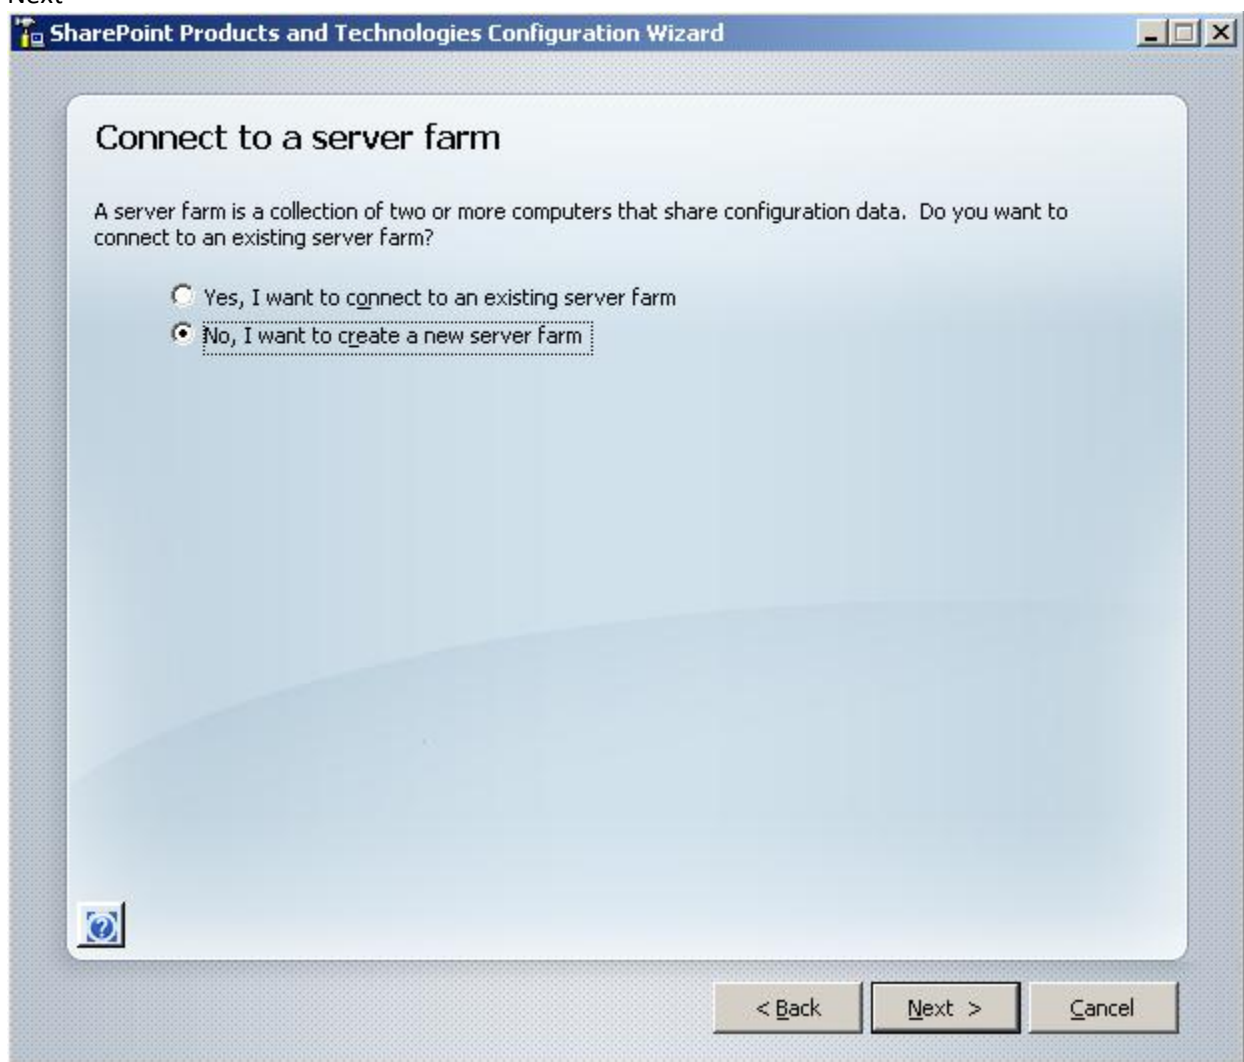 Next
SharePoint Products and Technologies Configuration Wizard
Connect to a server farm
A server farm is a collection of two or more computers that share configuration data. Do you want to
connect to an existing server farm?
Yes, I want to connect to an existing server farm
No, I want to create a new server farm
< Back Next > Cancel